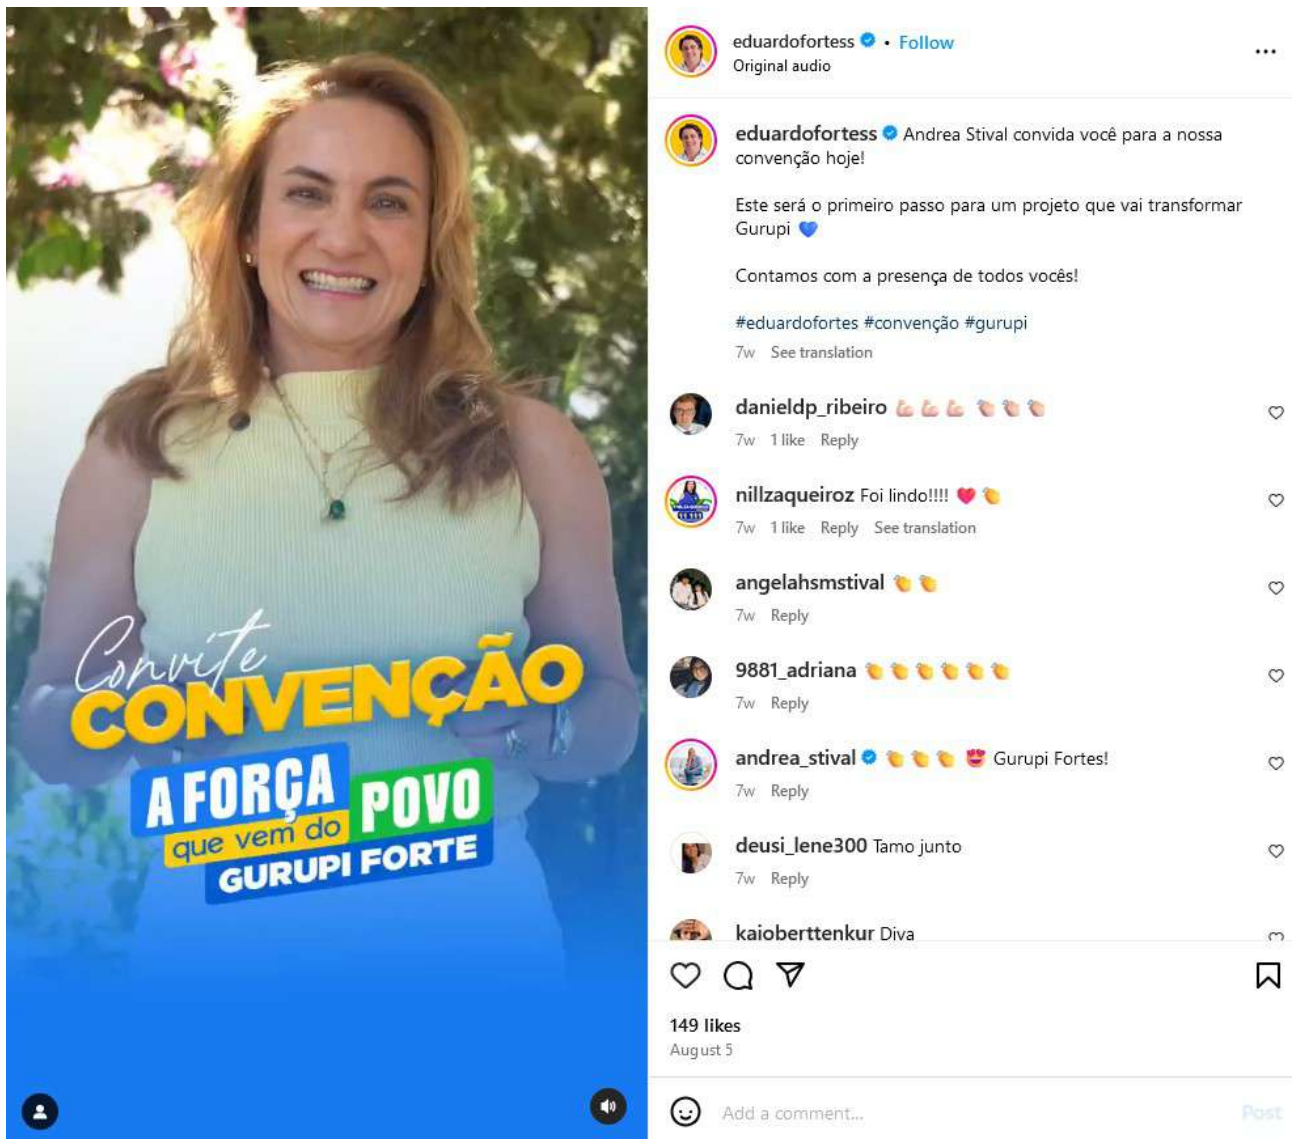 Convite
CONVENÇÃO
A FORÇA
que vem do
POVO
GURUPI FORTE
eduardofortess • Follow
Original audio
eduardofortess Andrea Stival convida você para a nossa
convenção hoje!
Este será o primeiro passo para um projeto que vai transformar
Gurupi 💙
Contamos com a presença de todos vocês!
#eduardofortes #convenção #gurupi
7w See translation
danieldp_ribeiro 💪🏻💪🏻💪🏻 👏🏻👏🏻👏🏻
7w 1 like Reply
nillzaqueiroz Foi lindo!!!! ❤️👏
7w 1 like Reply See translation
angelahsmstival 👏👏
7w Reply
9881_adriana 👏👏👏👏👏👏
7w Reply
andrea_stival 👏👏👏😍 Gurupi Fortes!
7w Reply
deusi_lene300 Tamo junto
7w Reply
kaioberttenkur Diva
149 likes
August 5
Add a comment...
Post